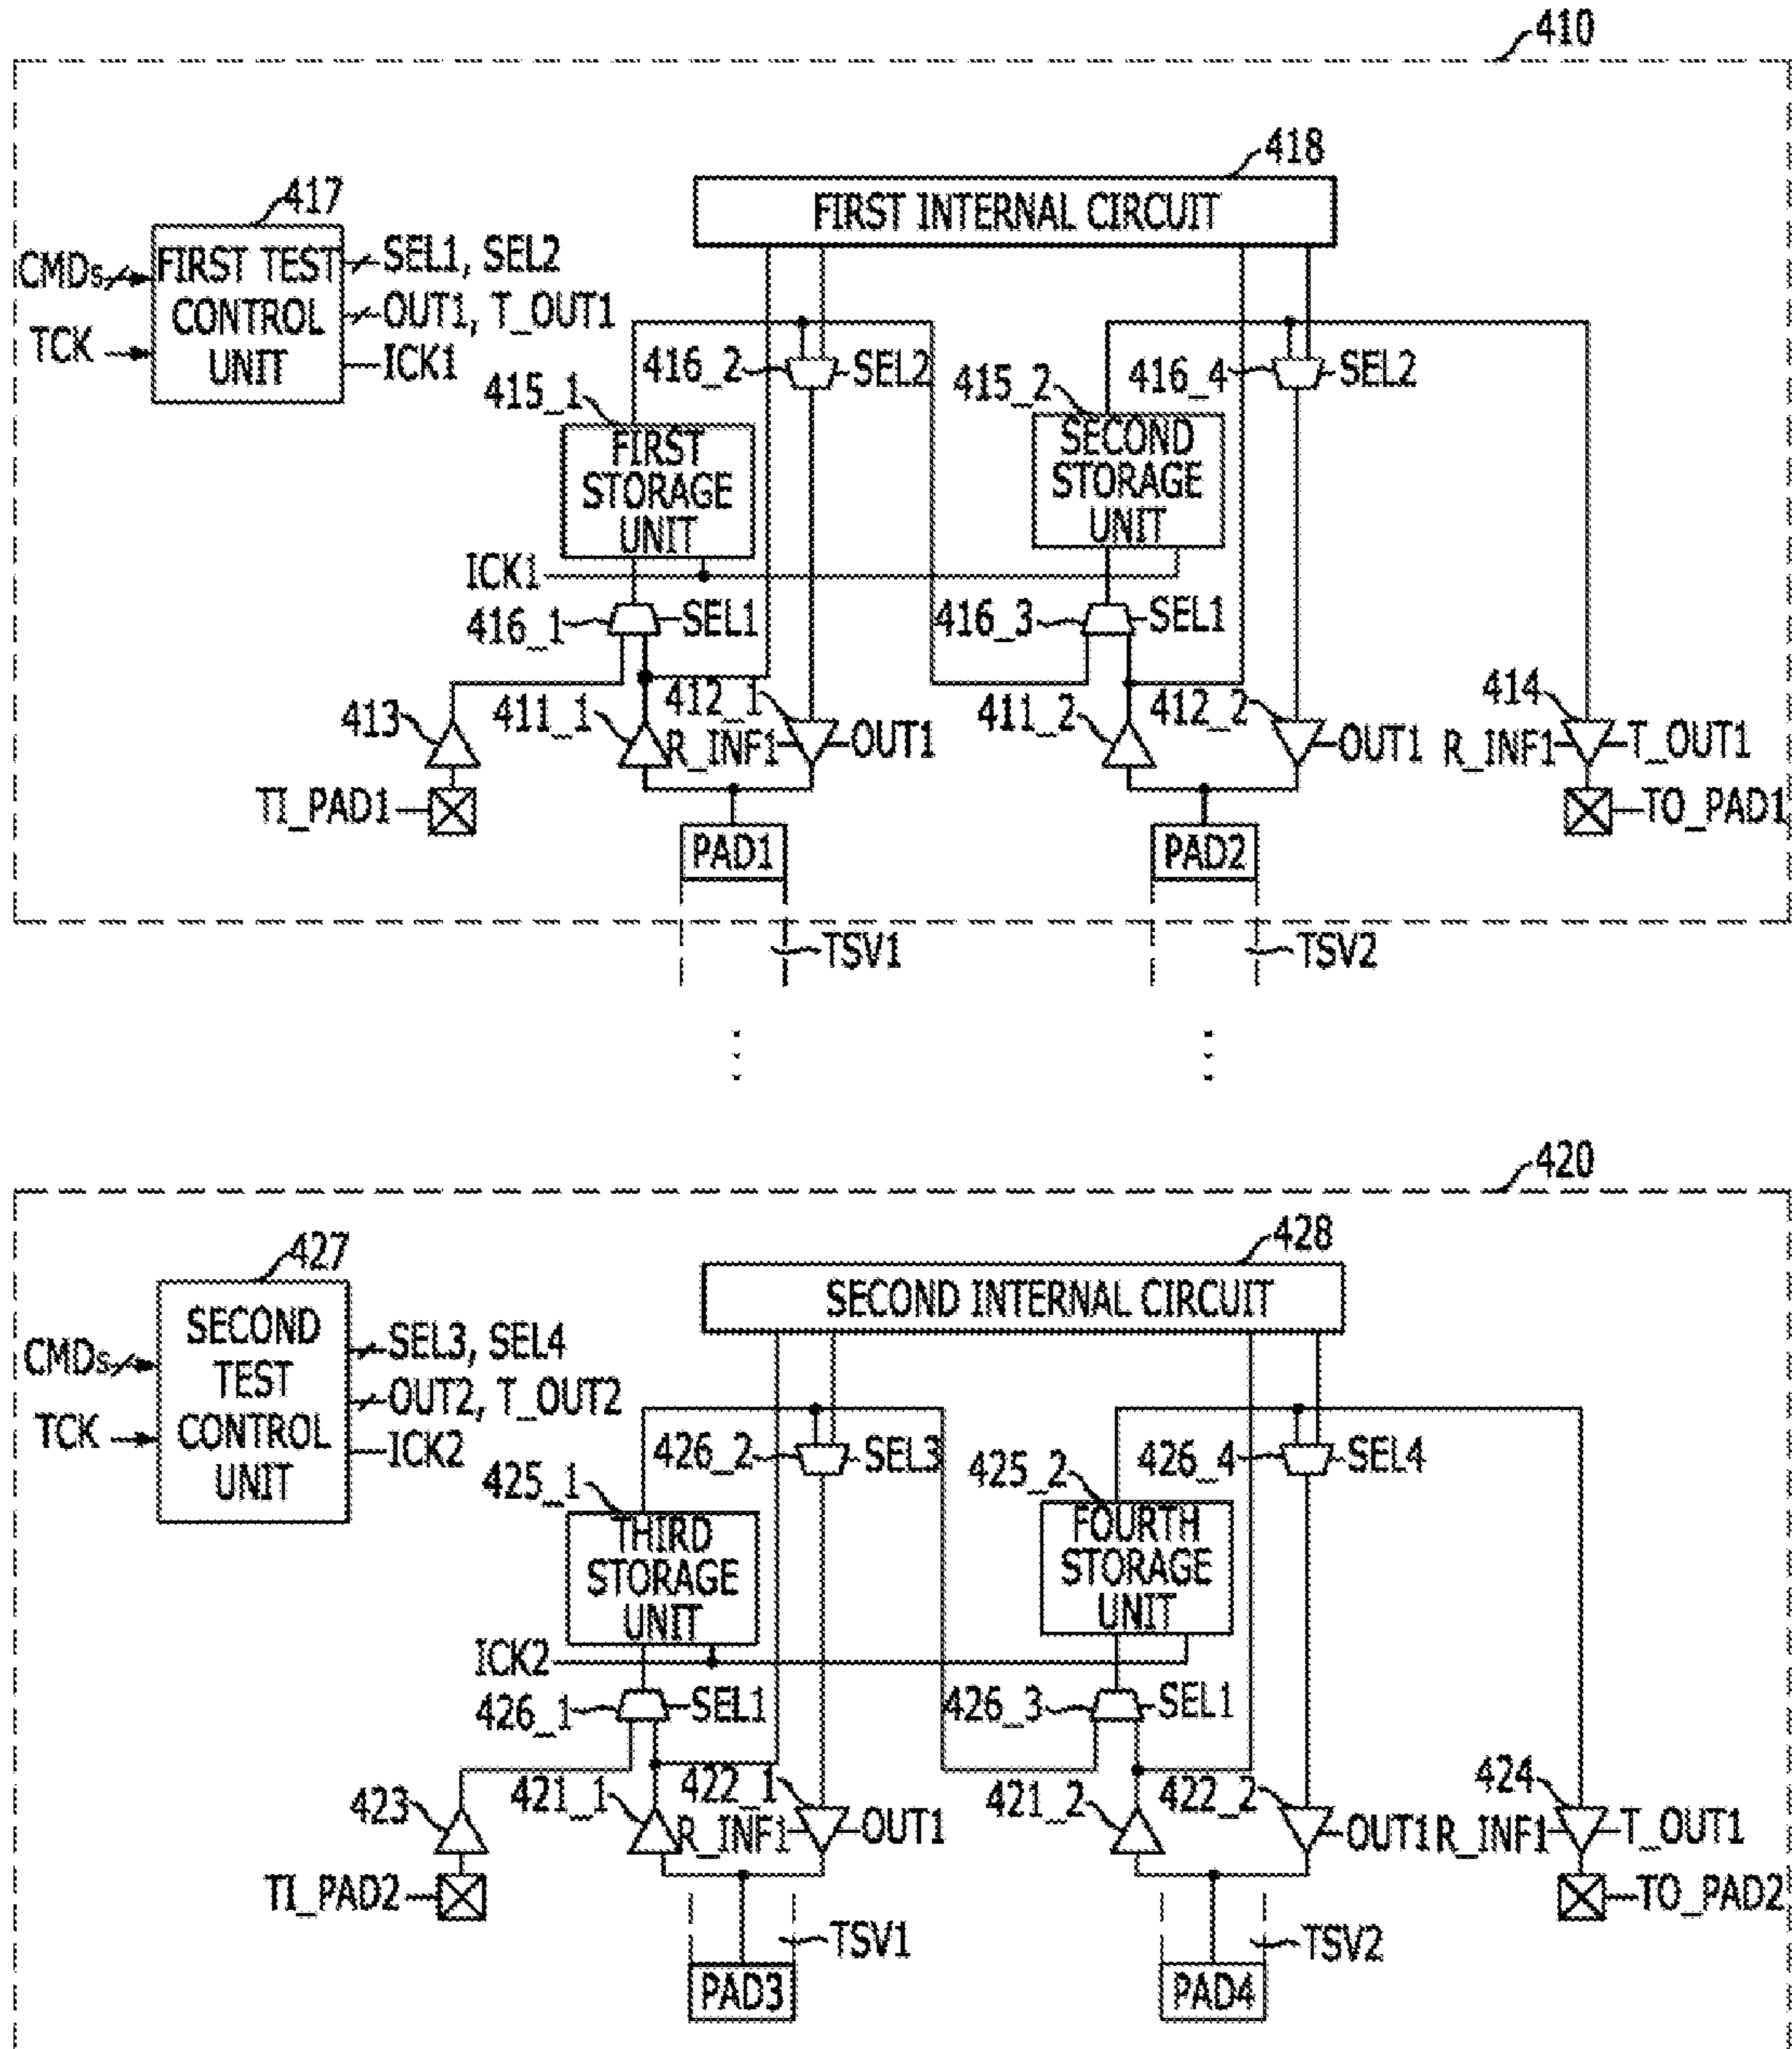 410
418
FIRST INTERNAL CIRCUIT
417
CMDs
FIRST TEST
CONTROL
UNIT
TCK
SEL1, SEL2
OUT1, T_OUT1
ICK1
416_2
SEL2
416_4
SEL2
415_1
FIRST
STORAGE
UNIT
415_2
SECOND
STORAGE
UNIT
ICK1
416_1
SEL1
416_3
SEL1
413
411_1
412_1
R_INF1
OUT1
411_2
412_2
OUT1
414
R_INF1
T_OUT1
TI_PAD1
TO_PAD1
PAD1
PAD2
TSV1
TSV2
420
428
SECOND INTERNAL CIRCUIT
427
CMDs
SECOND
TEST
CONTROL
UNIT
TCK
SEL3, SEL4
OUT2, T_OUT2
ICK2
426_2
SEL3
426_4
SEL4
425_1
THIRD
STORAGE
UNIT
425_2
FOURTH
STORAGE
UNIT
ICK2
426_1
SEL1
426_3
SEL1
423
421_1
422_1
R_INF1
OUT1
421_2
422_2
OUT1
424
R_INF1
T_OUT1
TI_PAD2
TO_PAD2
TSV1
TSV2
PAD3
PAD4